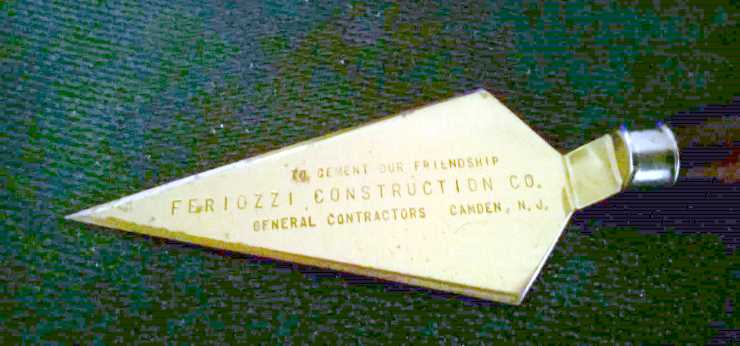 TO CEMENT OUR FRIENDSHIP
FERIOZZI CONSTRUCTION CO.
GENERAL CONTRACTORS CAMDEN, N. J.